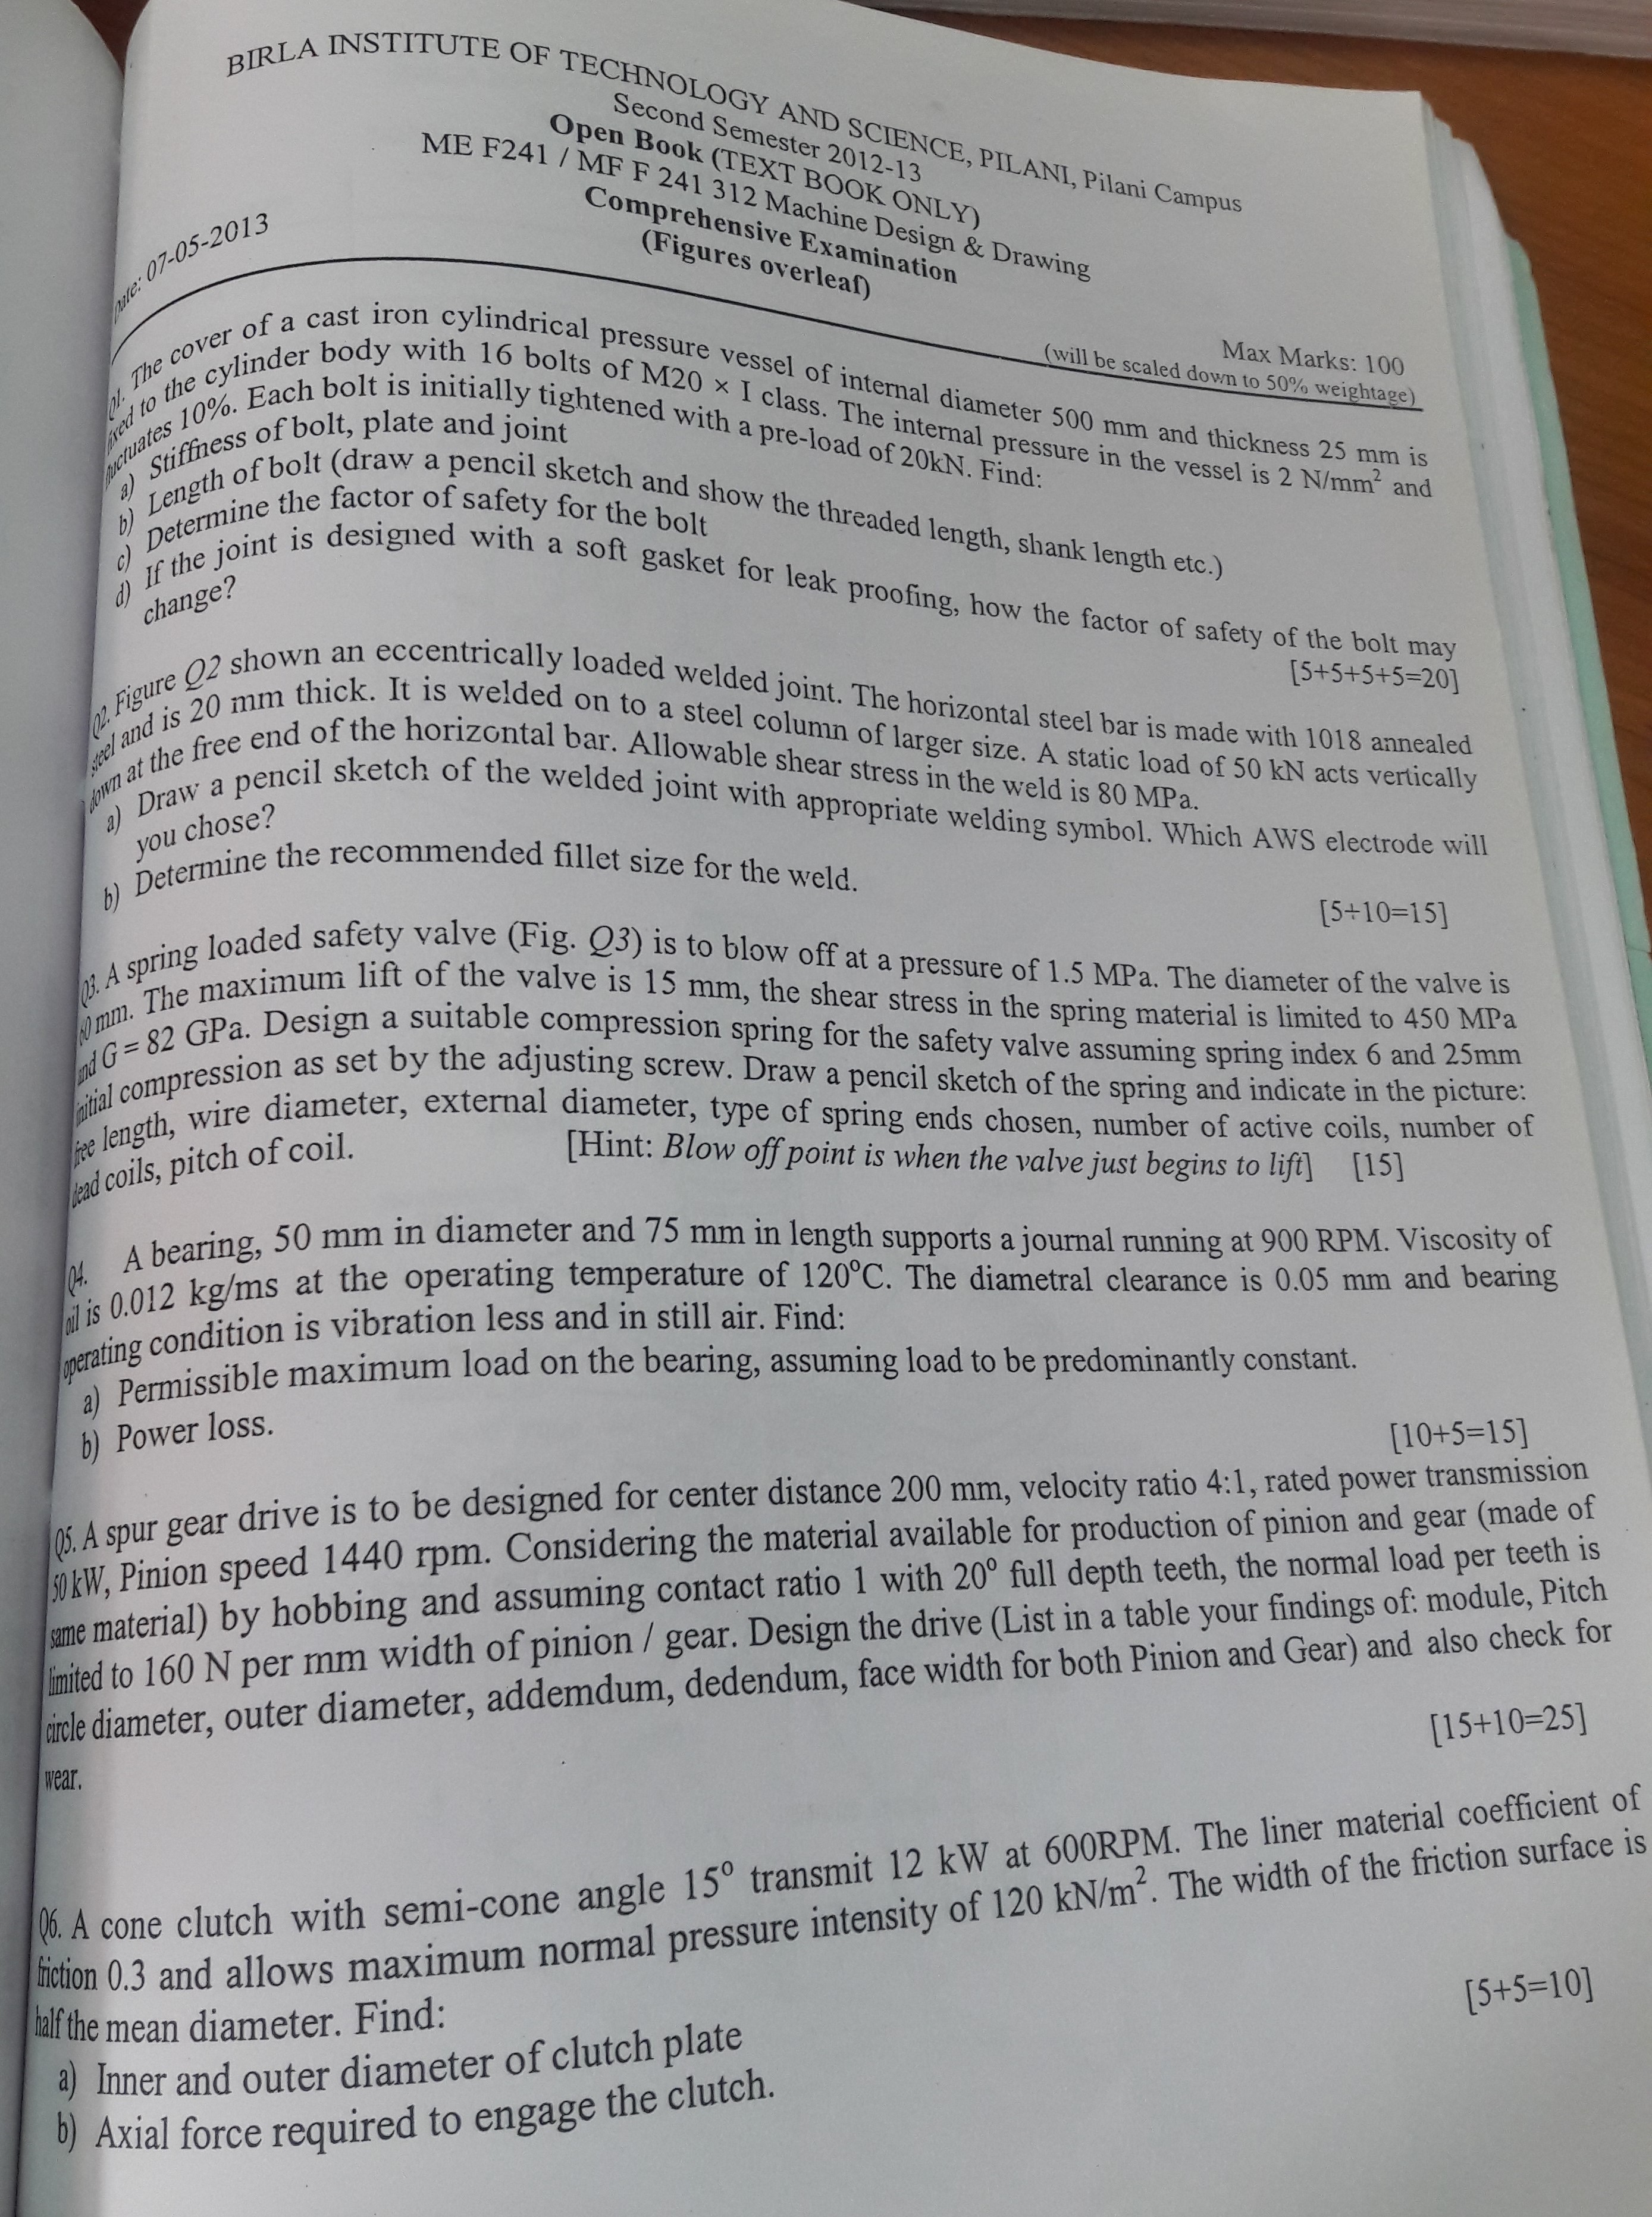 BIRLA INSTITUTE OF TECHNOLOGY AND SCIENCE, PILANI, Pilani Campus
Second Semester 2012-13
Open Book (TEXT BOOK ONLY)
ME F241 / MF F 241 312 Machine Design & Drawing
Comprehensive Examination
(Figures overleaf)
Date: 07-05-2013
Max Marks: 100
(will be scaled down to 50% weightage)
Q1. The cover of a cast iron cylindrical pressure vessel of internal diameter 500 mm and thickness 25 mm is
fixed to the cylinder body with 16 bolts of M20 × I class. The internal pressure in the vessel is 2 N/mm² and
fluctuates 10%. Each bolt is initially tightened with a pre-load of 20kN. Find:
a) Stiffness of bolt, plate and joint
b) Length of bolt (draw a pencil sketch and show the threaded length, shank length etc.)
c) Determine the factor of safety for the bolt
d) If the joint is designed with a soft gasket for leak proofing, how the factor of safety of the bolt may
change?
[5+5+5+5=20]
Q2. Figure Q2 shown an eccentrically loaded welded joint. The horizontal steel bar is made with 1018 annealed
steel and is 20 mm thick. It is welded on to a steel column of larger size. A static load of 50 kN acts vertically
down at the free end of the horizontal bar. Allowable shear stress in the weld is 80 MPa.
a) Draw a pencil sketch of the welded joint with appropriate welding symbol. Which AWS electrode will
you chose?
b) Determine the recommended fillet size for the weld.
[5+10=15]
Q3. A spring loaded safety valve (Fig. Q3) is to blow off at a pressure of 1.5 MPa. The diameter of the valve is
60 mm. The maximum lift of the valve is 15 mm, the shear stress in the spring material is limited to 450 MPa
and G = 82 GPa. Design a suitable compression spring for the safety valve assuming spring index 6 and 25mm
initial compression as set by the adjusting screw. Draw a pencil sketch of the spring and indicate in the picture:
free length, wire diameter, external diameter, type of spring ends chosen, number of active coils, number of
dead coils, pitch of coil. [Hint: Blow off point is when the valve just begins to lift] [15]
Q4. A bearing, 50 mm in diameter and 75 mm in length supports a journal running at 900 RPM. Viscosity of
oil is 0.012 kg/ms at the operating temperature of 120°C. The diametral clearance is 0.05 mm and bearing
operating condition is vibration less and in still air. Find:
a) Permissible maximum load on the bearing, assuming load to be predominantly constant.
b) Power loss.
[10+5=15]
Q5. A spur gear drive is to be designed for center distance 200 mm, velocity ratio 4:1, rated power transmission
50 kW, Pinion speed 1440 rpm. Considering the material available for production of pinion and gear (made of
same material) by hobbing and assuming contact ratio 1 with 20° full depth teeth, the normal load per teeth is
limited to 160 N per mm width of pinion / gear. Design the drive (List in a table your findings of: module, Pitch
circle diameter, outer diameter, addemdum, dedendum, face width for both Pinion and Gear) and also check for
wear.
[15+10=25]
Q6. A cone clutch with semi-cone angle 15° transmit 12 kW at 600RPM. The liner material coefficient of
friction 0.3 and allows maximum normal pressure intensity of 120 kN/m². The width of the friction surface is
half the mean diameter. Find:
[5+5=10]
a) Inner and outer diameter of clutch plate
b) Axial force required to engage the clutch.